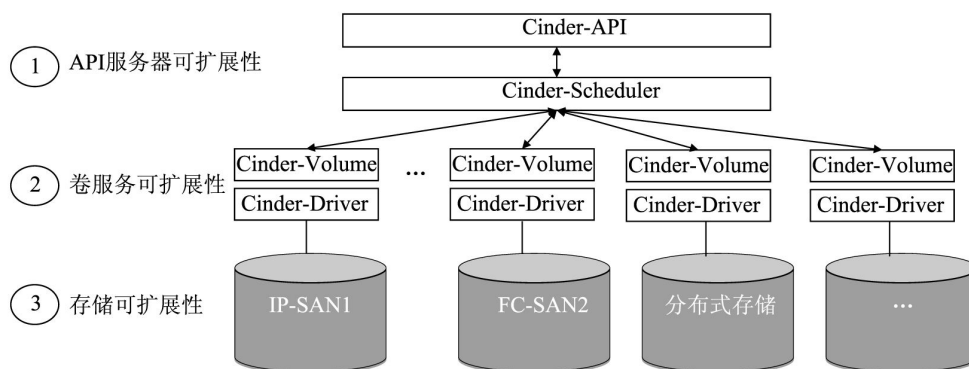 Cinder-API
1 API服务器可扩展性
Cinder-Scheduler
2 卷服务可扩展性
Cinder-Volume ... Cinder-Volume Cinder-Volume Cinder-Volume
Cinder-Driver Cinder-Driver Cinder-Driver Cinder-Driver
3 存储可扩展性
IP-SAN1 FC-SAN2 分布式存储 ...